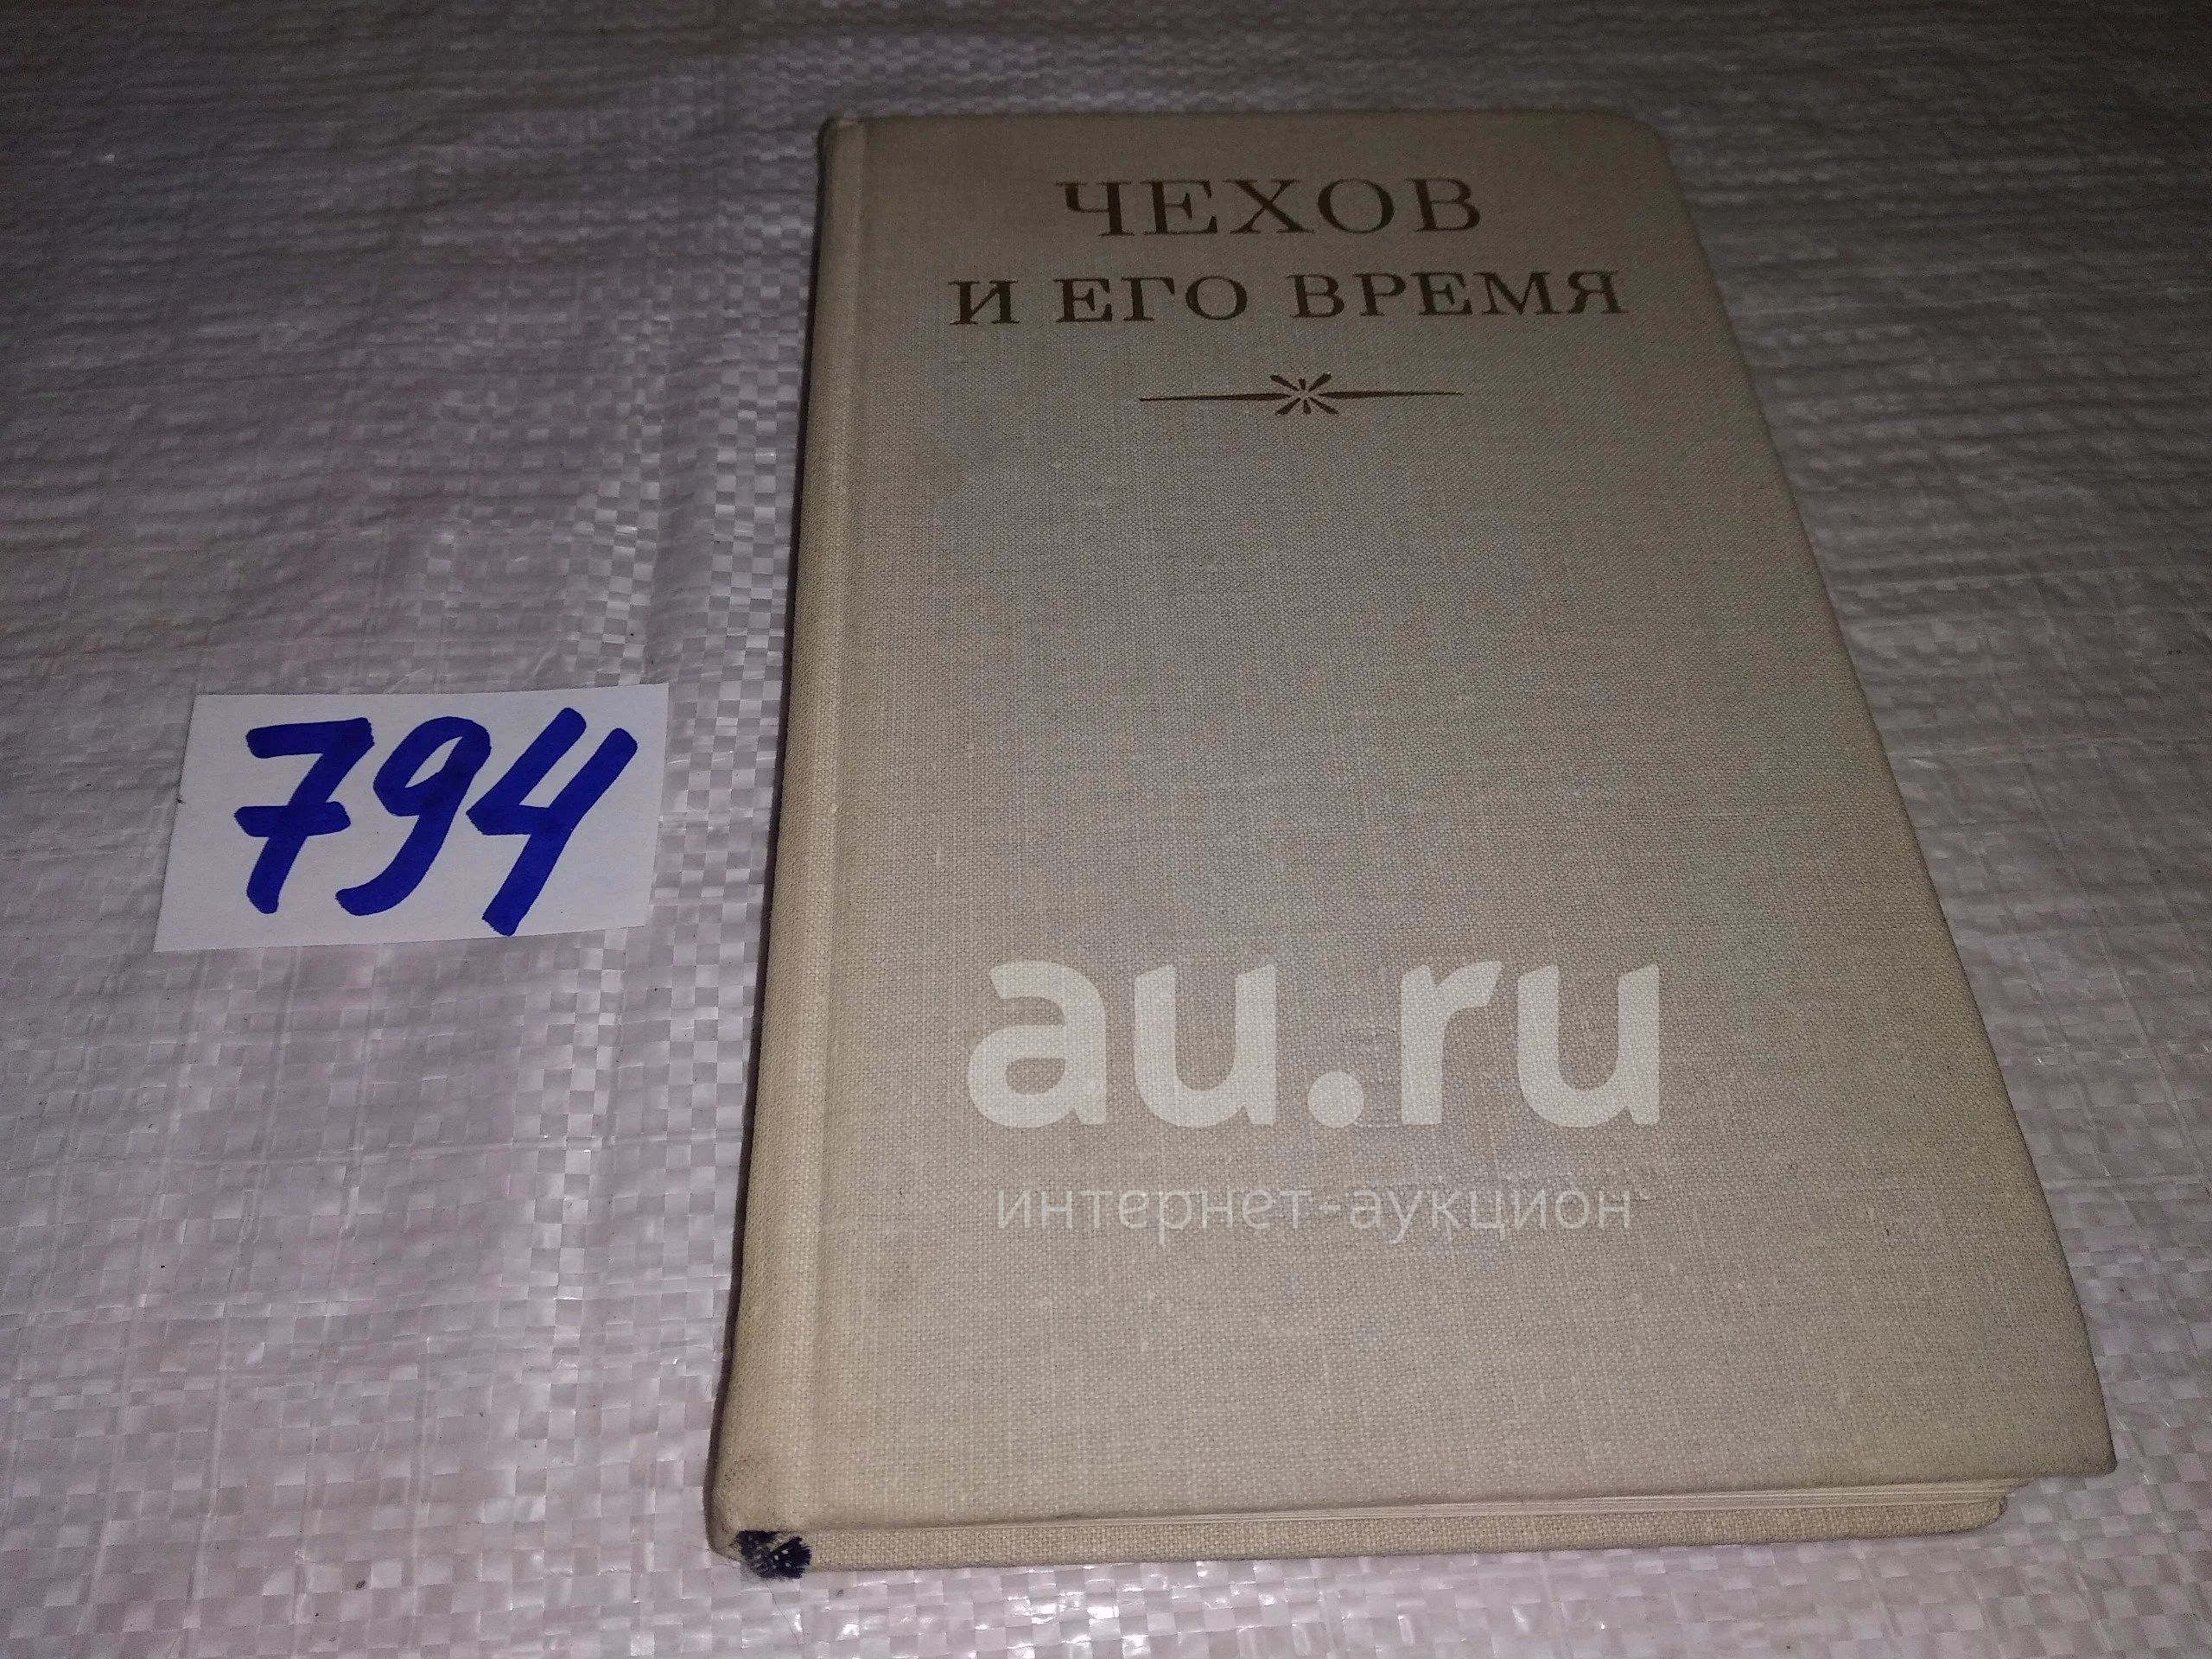 ЧЕХОВ
И ЕГО ВРЕМЯ
794
au.ru
интернет-аукцион